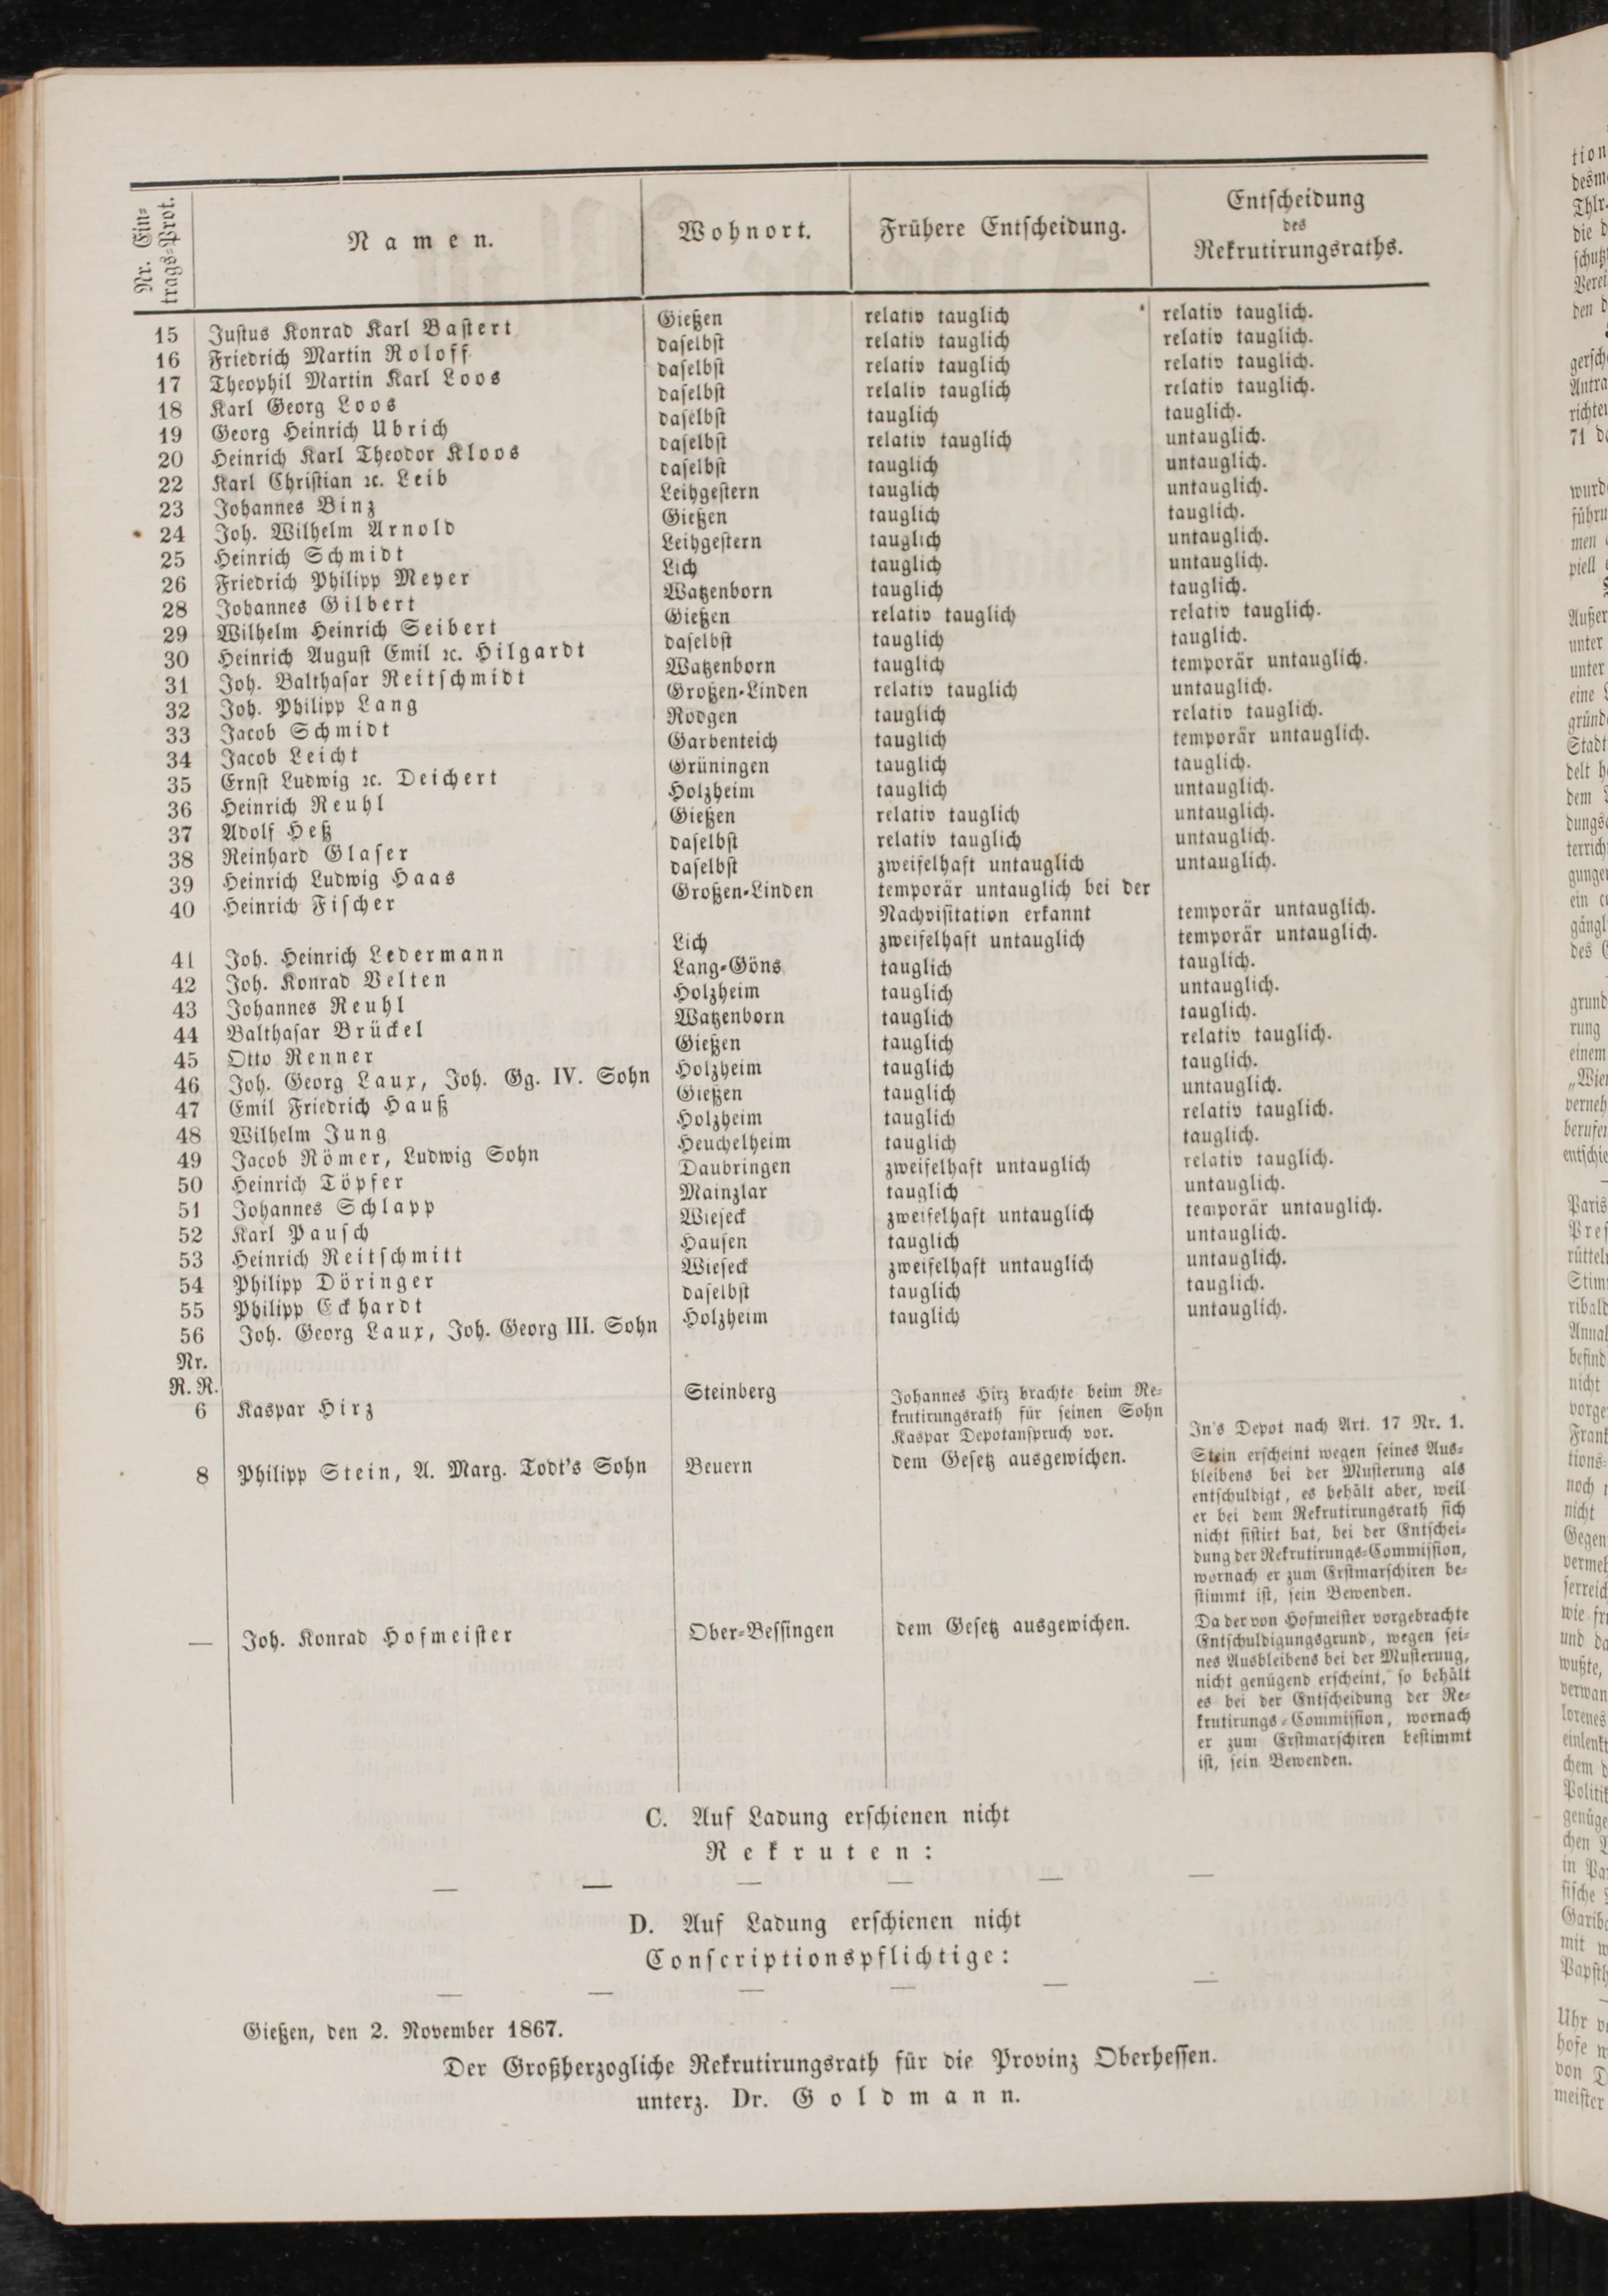 Nr. Ein-
trags-Prot.
Namen.
Wohnort.
Frühere Entscheidung.
Entscheidung
des
Rekrutirungsraths.
15 Justus Konrad Karl Bastert Gießen relativ tauglich relativ tauglich.
16 Friedrich Martin Roloff daselbst relativ tauglich relativ tauglich.
17 Theophil Martin Karl Loos daselbst relativ tauglich relativ tauglich.
18 Karl Georg Loos daselbst relaliv tauglich relativ tauglich.
19 Georg Heinrich Ubrich daselbst tauglich tauglich.
20 Heinrich Karl Theodor Kloos daselbst relativ tauglich untauglich.
22 Karl Christian ꝛc. Leib daselbst tauglich untauglich.
23 Johannes Binz Leihgestern tauglich untauglich.
24 Joh. Wilhelm Arnold Gießen tauglich tauglich.
25 Heinrich Schmidt Leihgestern tauglich untauglich.
26 Friedrich Philipp Meyer Lich tauglich untauglich.
28 Johannes Gilbert Watzenborn tauglich tauglich.
29 Wilhelm Heinrich Seibert Gießen relativ tauglich relativ tauglich.
30 Heinrich August Emil ꝛc. Hilgardt daselbst tauglich tauglich.
31 Joh. Balthasar Reitschmidt Watzenborn tauglich temporär untauglich.
32 Joh. Philipp Lang Großen-Linden relativ tauglich untauglich.
33 Jacob Schmidt Rödgen tauglich relativ tauglich.
34 Jacob Leicht Garbenteich tauglich temporär untauglich.
35 Ernst Ludwig ꝛc. Deichert Grüningen tauglich tauglich.
36 Heinrich Reuhl Holzheim tauglich untauglich.
37 Adolf Heß Gießen relativ tauglich untauglich.
38 Reinhard Glaser daselbst relativ tauglich untauglich.
39 Heinrich Ludwig Haas daselbst zweifelhaft untauglich untauglich.
40 Heinrich Fischer Großen-Linden temporär untauglich bei der
Nachvisitation erkannt temporär untauglich.
41 Joh. Heinrich Ledermann Lich zweifelhaft untauglich temporär untauglich.
42 Joh. Konrad Velten Lang-Göns tauglich tauglich.
43 Johannes Reuhl Holzheim tauglich untauglich.
44 Balthasar Brückel Watzenborn tauglich tauglich.
45 Otto Renner Gießen tauglich relativ tauglich.
46 Joh. Georg Laux, Joh. Gg. IV. Sohn Holzheim tauglich tauglich.
47 Emil Friedrich Hauß Gießen tauglich untauglich.
48 Wilhelm Jung Holzheim tauglich relativ tauglich.
49 Jacob Römer, Ludwig Sohn Heuchelheim tauglich tauglich.
50 Heinrich Töpfer Daubringen zweifelhaft untauglich relativ tauglich.
51 Johannes Schlapp Mainzlar tauglich untauglich.
52 Karl Pausch Wieseck zweifelhaft untauglich temporär untauglich.
53 Heinrich Reitschmitt Hausen tauglich untauglich.
54 Philipp Döringer Wieseck zweifelhaft untauglich untauglich.
55 Philipp Eckhardt daselbst tauglich tauglich.
56 Joh. Georg Laux, Joh. Georg III. Sohn Holzheim tauglich untauglich.
Nr.
R. R.
6 Kaspar Hirz Steinberg
Johannes Hirz brachte beim Re-
krutirungsrath für seinen Sohn
Kaspar Depotanspruch vor.
In's Depot nach Art. 17 Nr. 1.
8 Philipp Stein, A. Marg. Todt's Sohn Beuern dem Gesetz ausgewichen.
Stein erscheint wegen seines Aus-
bleibens bei der Musterung als
entschuldigt, es behält aber, weil
er bei dem Rekrutirungsrath sich
nicht sistirt hat, bei der Entschei-
dung der Rekrutirungs-Commission,
wornach er zum Erstmarschiren be-
stimmt ist, sein Bewenden.
— Joh. Konrad Hofmeister Ober-Bessingen dem Gesetz ausgewichen.
Da der von Hofmeister vorgebrachte
Entschuldigungsgrund, wegen sei-
nes Ausbleibens bei der Musterung,
nicht genügend erscheint, so behält
es bei der Entscheidung der Re-
krutirungs-Commission, wornach
er zum Erstmarschiren bestimmt
ist, sein Bewenden.
C. Auf Ladung erschienen nicht
Rekruten:
— — — — — —
D. Auf Ladung erschienen nicht
Conscriptionspflichtige:
— — — — — —
Gießen, den 2. November 1867.
Der Großherzogliche Rekrutirungsrath für die Provinz Oberhessen.
unterz. Dr. Goldmann.